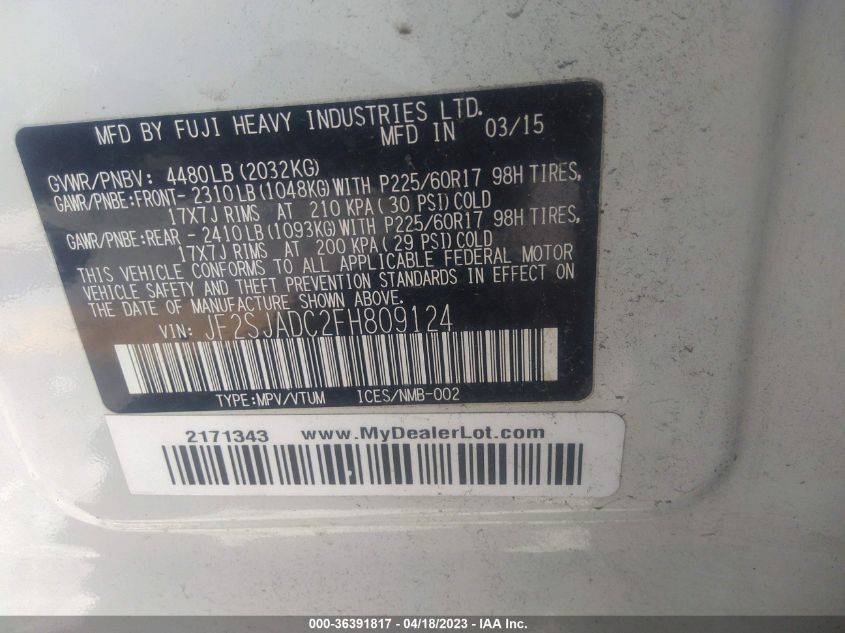 MFD BY FUJI HEAVY INDUSTRIES LTD.
MFD IN 03/15
GVWR/PNBV: 4480LB(2032KG)
GAWR/PNBE:FRONT- 2310LB(1048KG)WITH P225/60R17 98H TIRES,
17X7J RIMS AT 210 KPA( 30 PSI)COLD
GAWR/PNBE:REAR - 2410LB(1093KG)WITH P225/60R17 98H TIRES,
17X7J RIMS AT 200 KPA( 29 PSI)COLD
THIS VEHICLE CONFORMS TO ALL APPLICABLE FEDERAL MOTOR
VEHICLE SAFETY AND THEFT PREVENTION STANDARDS IN EFFECT ON
THE DATE OF MANUFACTURE SHOWN ABOVE.
VIN: JF2SJADC2FH809124
TYPE:MPV/VTUM ICES/NMB-002
2171343 www.MyDealerLot.com
000-36391817 - 04/18/2023 - IAA Inc.